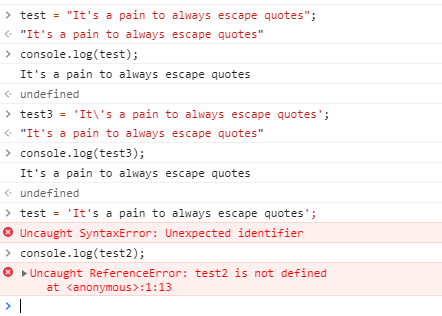 > test = "It's a pain to always escape quotes";
"It's a pain to always escape quotes"
> console.log(test);
It's a pain to always escape quotes
undefined
> test3 = 'It\'s a pain to always escape quotes';
"It's a pain to always escape quotes"
> console.log(test3);
It's a pain to always escape quotes
undefined
> test = 'It's a pain to always escape quotes';
Uncaught SyntaxError: Unexpected identifier
> console.log(test2);
Uncaught ReferenceError: test2 is not defined
at <anonymous>:1:13
>